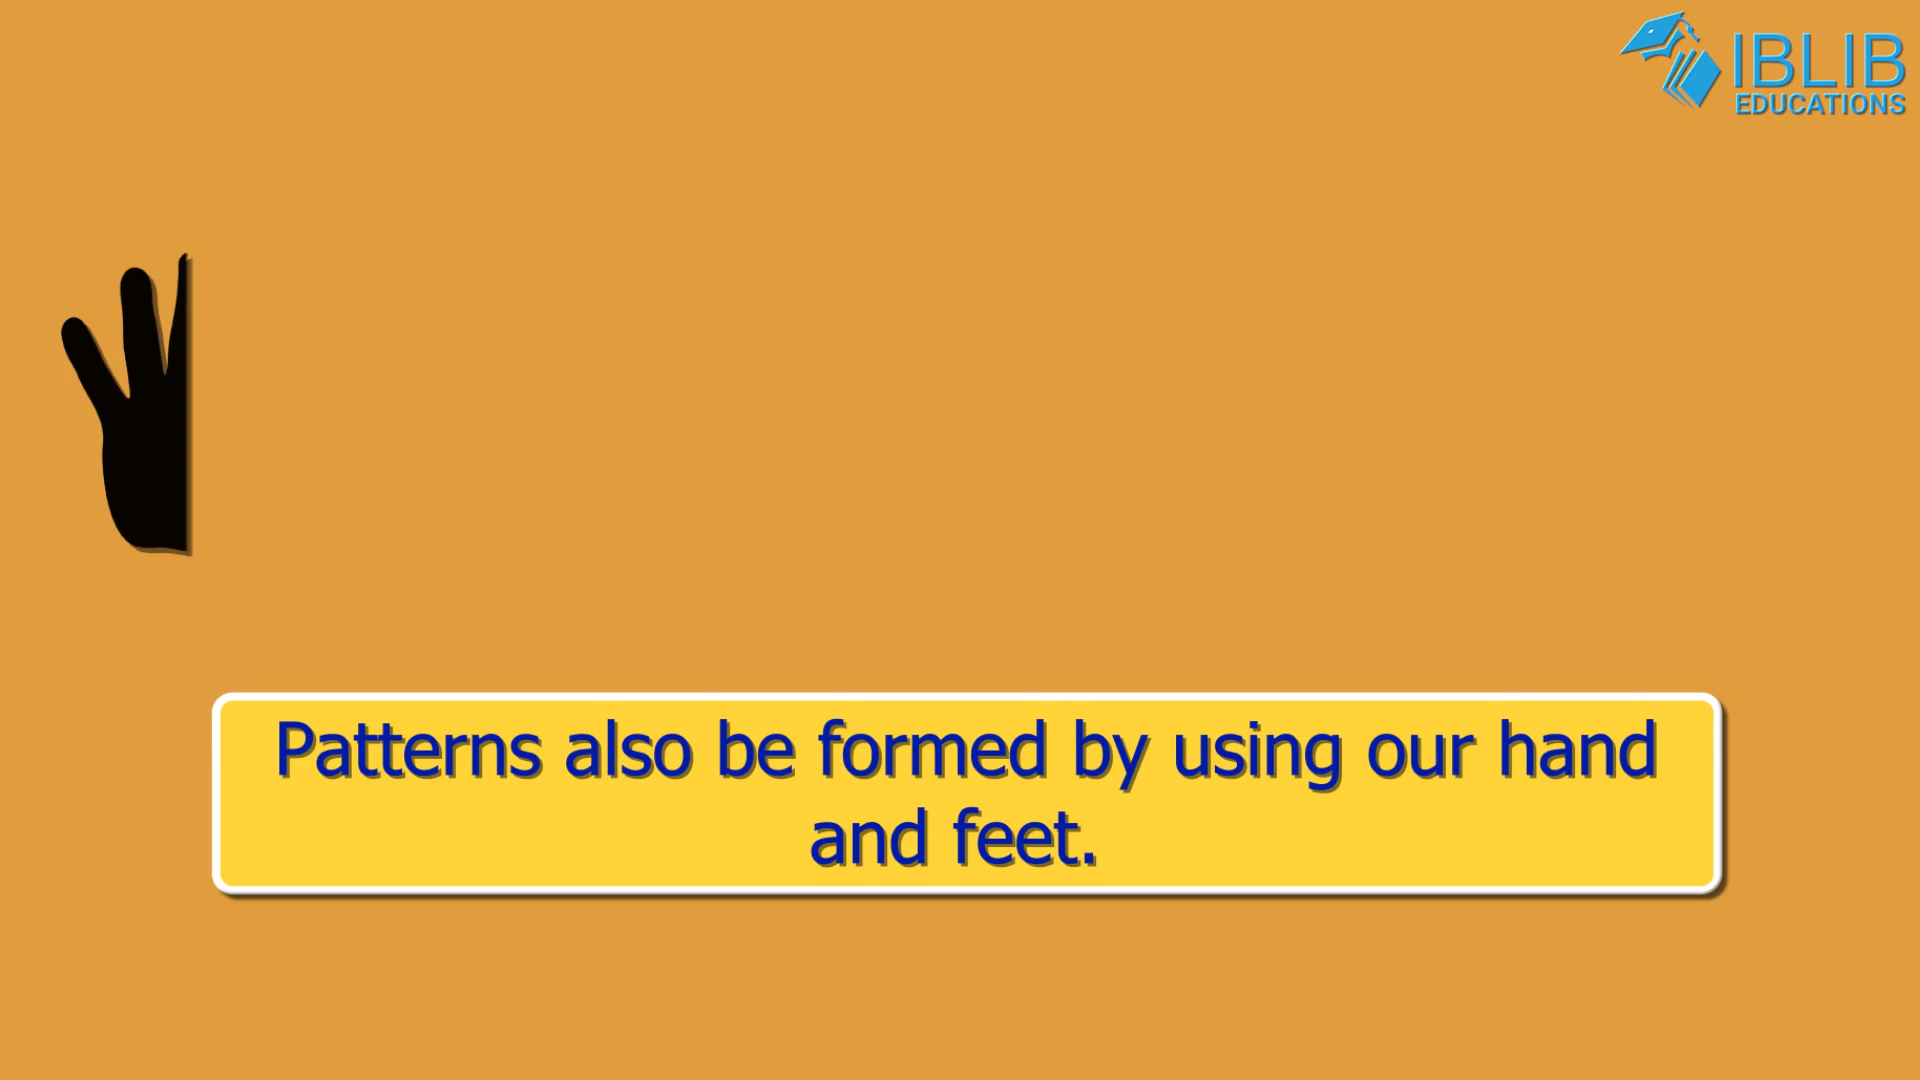 IBLIB
EDUCATIONS
Patterns also be formed by using our hand
and feet.